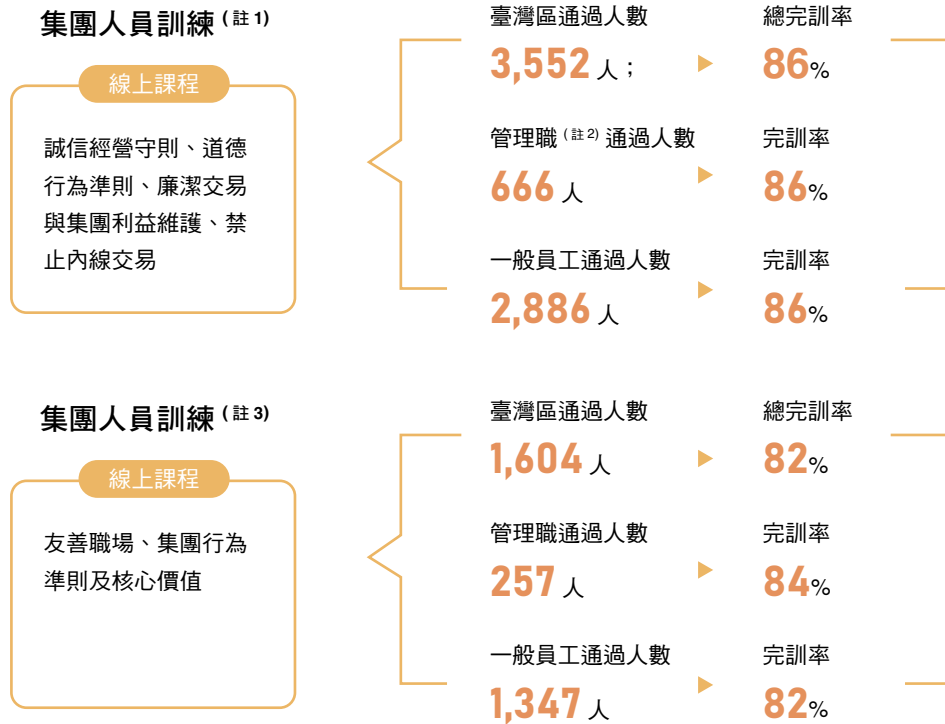 集團人員訓練 (註1)
線上課程
誠信經營守則、道德
行為準則、廉潔交易
與集團利益維護、禁
止內線交易
臺灣區通過人數
3,552 人；
總完訓率
86%
管理職 (註2) 通過人數
666 人
完訓率
86%
一般員工通過人數
2,886 人
完訓率
86%
集團人員訓練 (註3)
線上課程
友善職場、集團行為
準則及核心價值
臺灣區通過人數
1,604 人
總完訓率
82%
管理職通過人數
257 人
完訓率
84%
一般員工通過人數
1,347 人
完訓率
82%